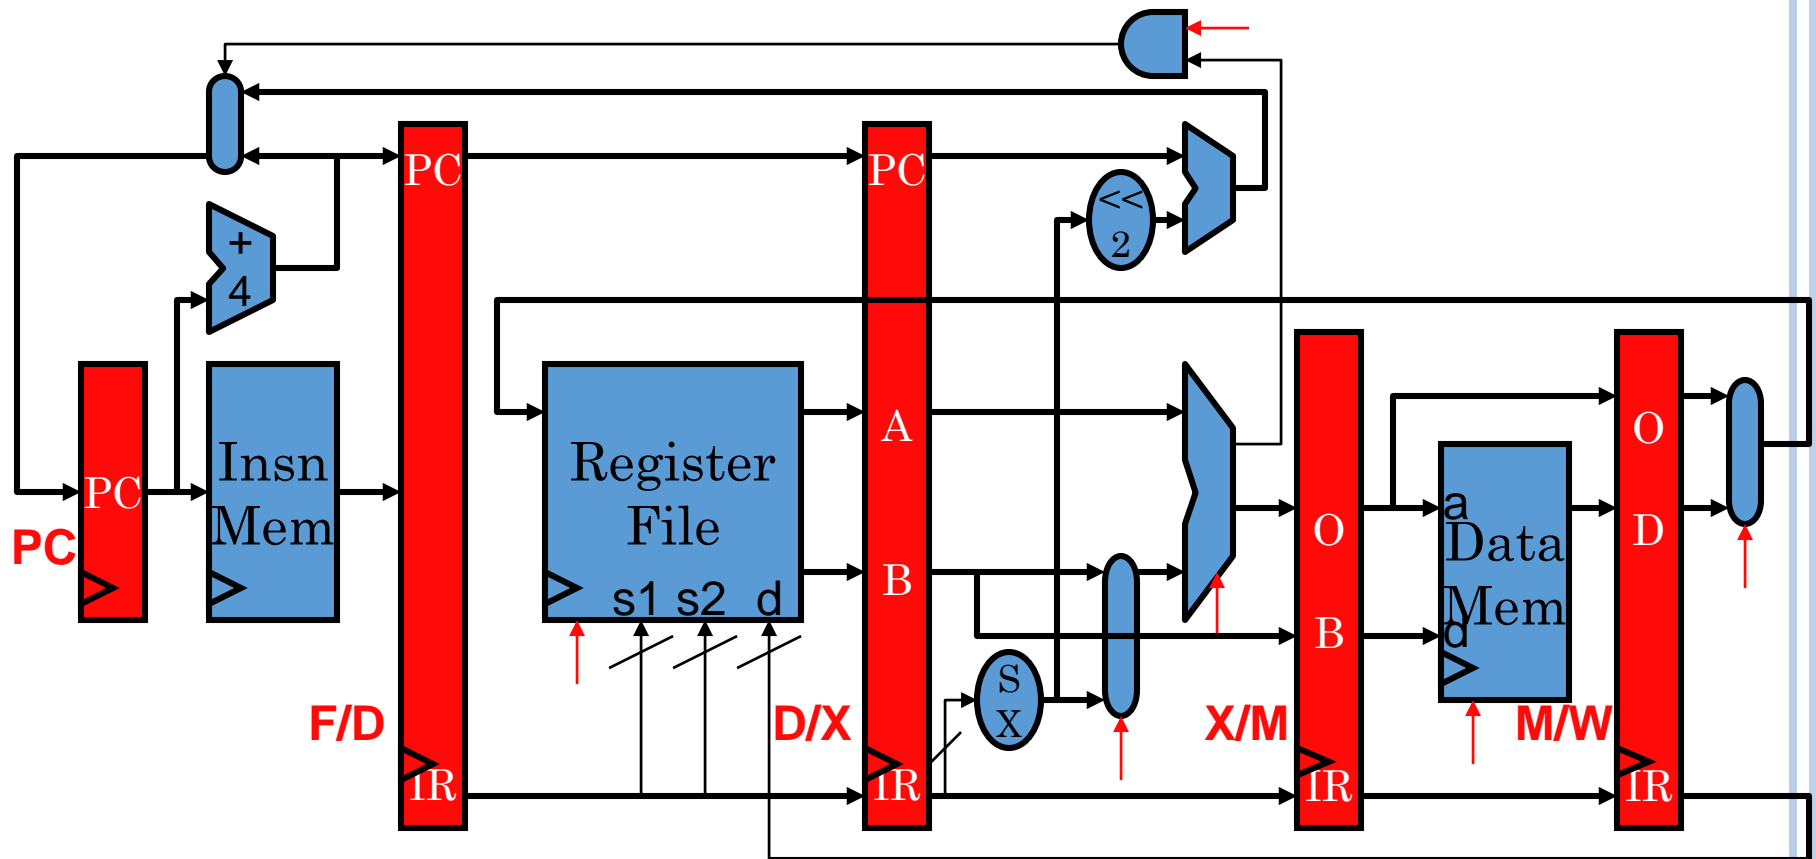 PC
PC
<<
2
+
4
A
O
Insn
Mem
Register
File
PC
PC
O
D
a
Data
Mem
d
B
B
s1 s2 d
S
X
F/D
D/X
X/M
M/W
IR
IR
IR
IR